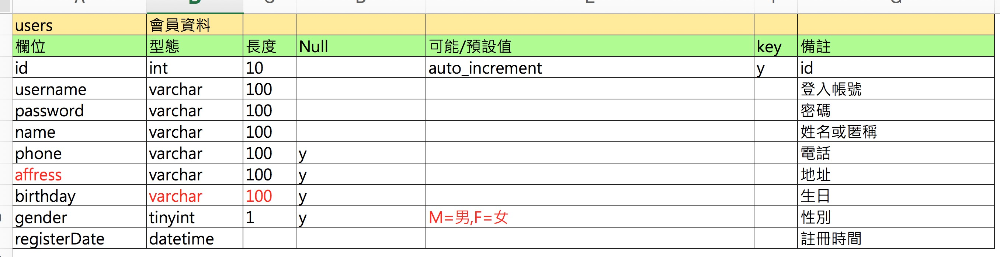 users 會員資料
欄位 型態 長度 Null 可能/預設值 key 備註
id int 10 auto_increment y id
username varchar 100 登入帳號
password varchar 100 密碼
name varchar 100 姓名或匿稱
phone varchar 100 y 電話
affress varchar 100 y 地址
birthday varchar 100 y 生日
gender tinyint 1 y M=男,F=女 性別
registerDate datetime 註冊時間